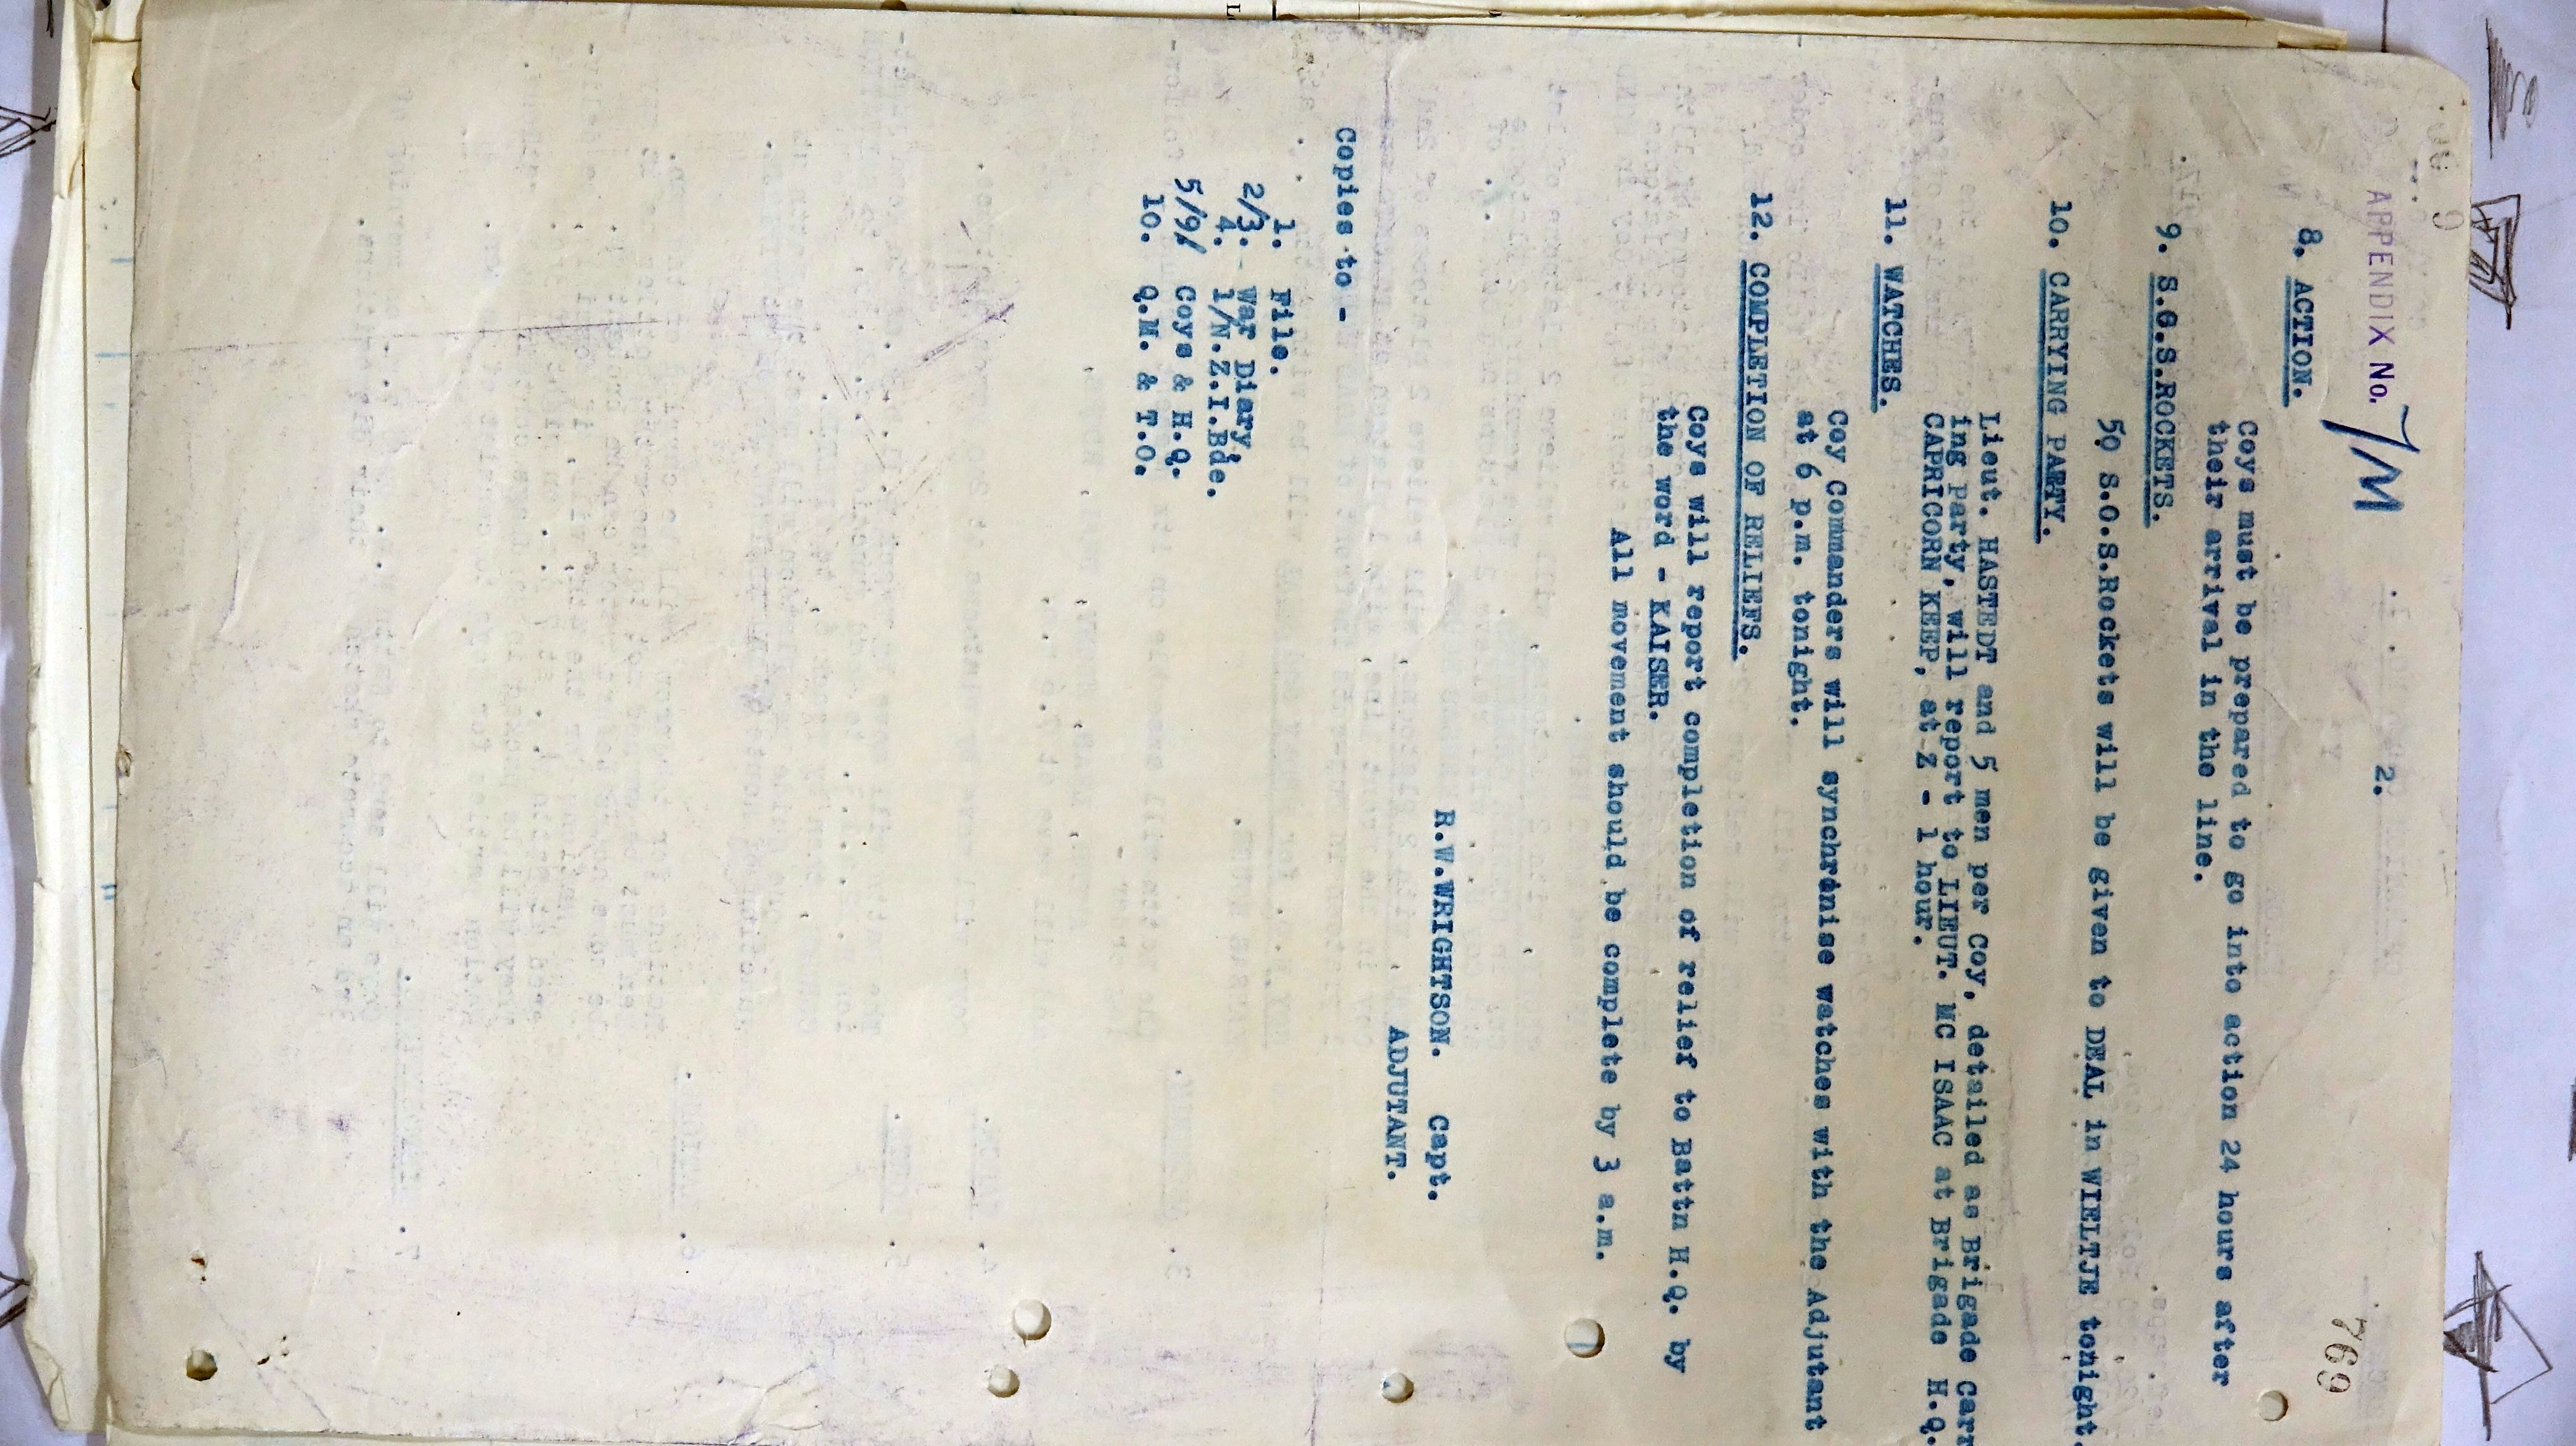 APPENDIX No. 7/M
2.
769
8. ACTION.
Coys must be prepared to go into action 24 hours after
their arrival in the line.
9. S.O.S.ROCKETS.
50 S.O.S.Rockets will be given to DEAL in WIELTJE tonight.
10. CARRYING PARTY.
Lieut. HASTEDT and 5 men per Coy, detailed as Brigade Carr
ing party, will report to LIEUT. MC ISAAC at Brigade H.Q.
CAPRICORN KEEP, at Z - 1 hour.
11. WATCHES.
Coy Commanders will synchronise watches with the Adjutant
at 6 p.m. tonight.
12. COMPLETION OF RELIEFS.
Coys will report completion of relief to Battn H.Q. by
the word - KAISER.
All movement should be complete by 3 a.m.
R.W.WRIGHTSON. Capt.
ADJUTANT.
Copies to -
1. File.
2/3. War Diary.
4. 1/N.Z.I.Bde.
5/9/ Coys & H.Q.
10. Q.M. & T.O.